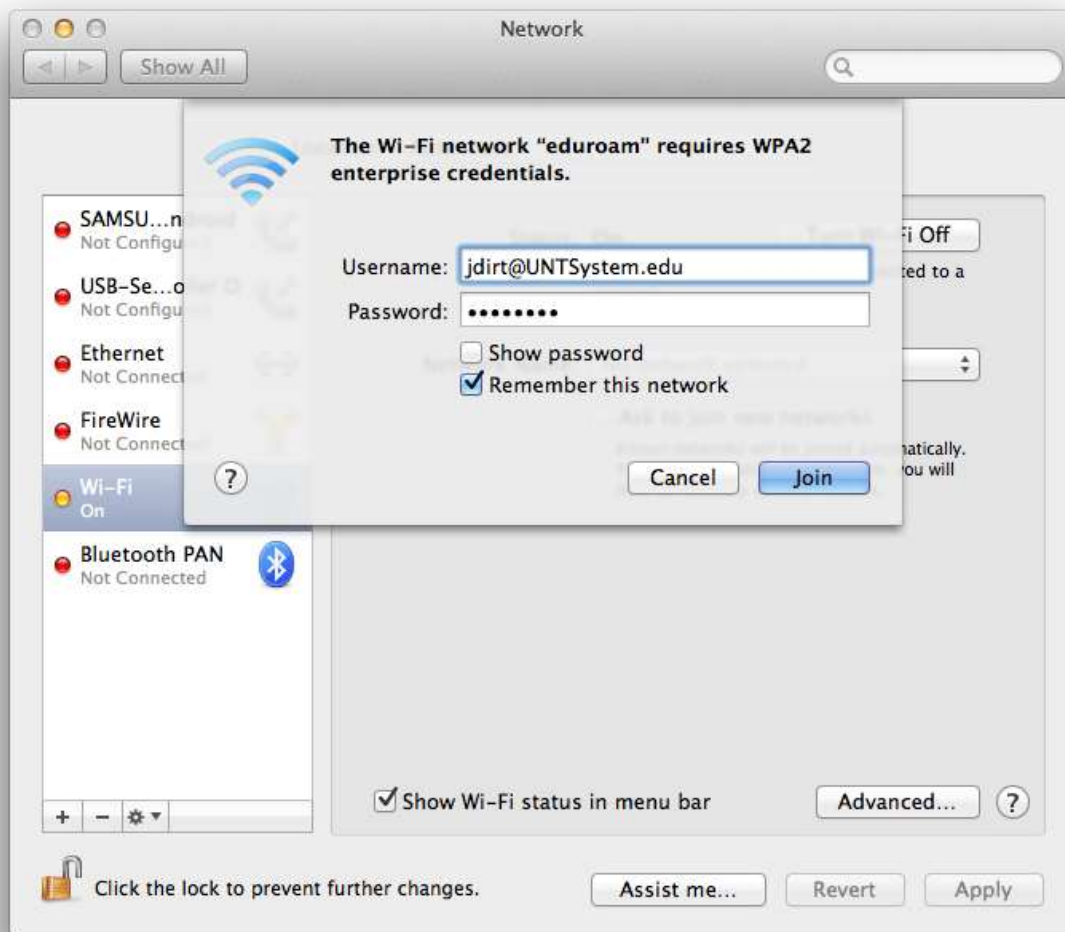 Network
Show All
The Wi-Fi network "eduroam" requires WPA2
enterprise credentials.
SAMSU...n
Not Configu
Fi Off
Username: jdirt@UNTSystem.edu
ted to a
USB-Se...o
Not Configu
Password: ••••••••
Ethernet
Not Connect
Show password
Remember this network
FireWire
Not Connect
natically.
you will
Wi-Fi
On
? Cancel Join
Bluetooth PAN
Not Connected
Show Wi-Fi status in menu bar Advanced... ?
+ −
Click the lock to prevent further changes. Assist me... Revert Apply